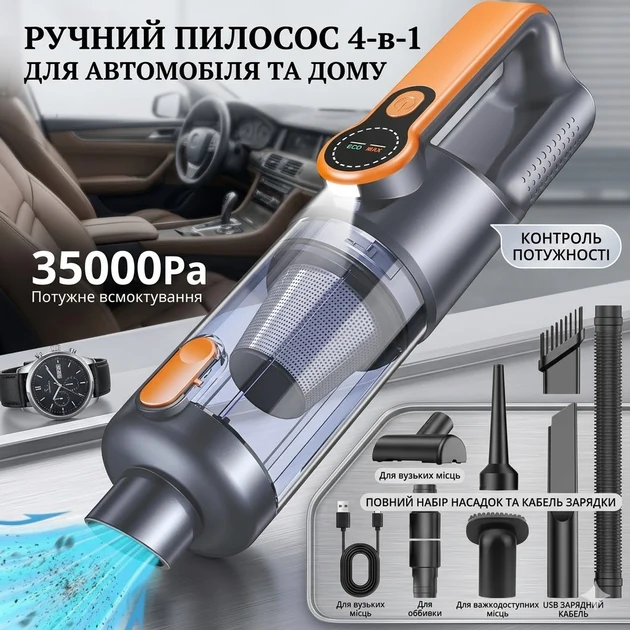 РУЧНИЙ ПИЛОСОС 4-в-1
ДЛЯ АВТОМОБІЛЯ ТА ДОМУ
ECO MAX
35000Pa
Потужне всмоктування
КОНТРОЛЬ
ПОТУЖНОСТІ
Для вузьких місць
ПОВНИЙ НАБІР НАСАДОК ТА КАБЕЛЬ ЗАРЯДКИ
Для вузьких
місць
Для
оббивки
Для важкодоступних
місць
USB ЗАРЯДНИЙ
КАБЕЛЬ